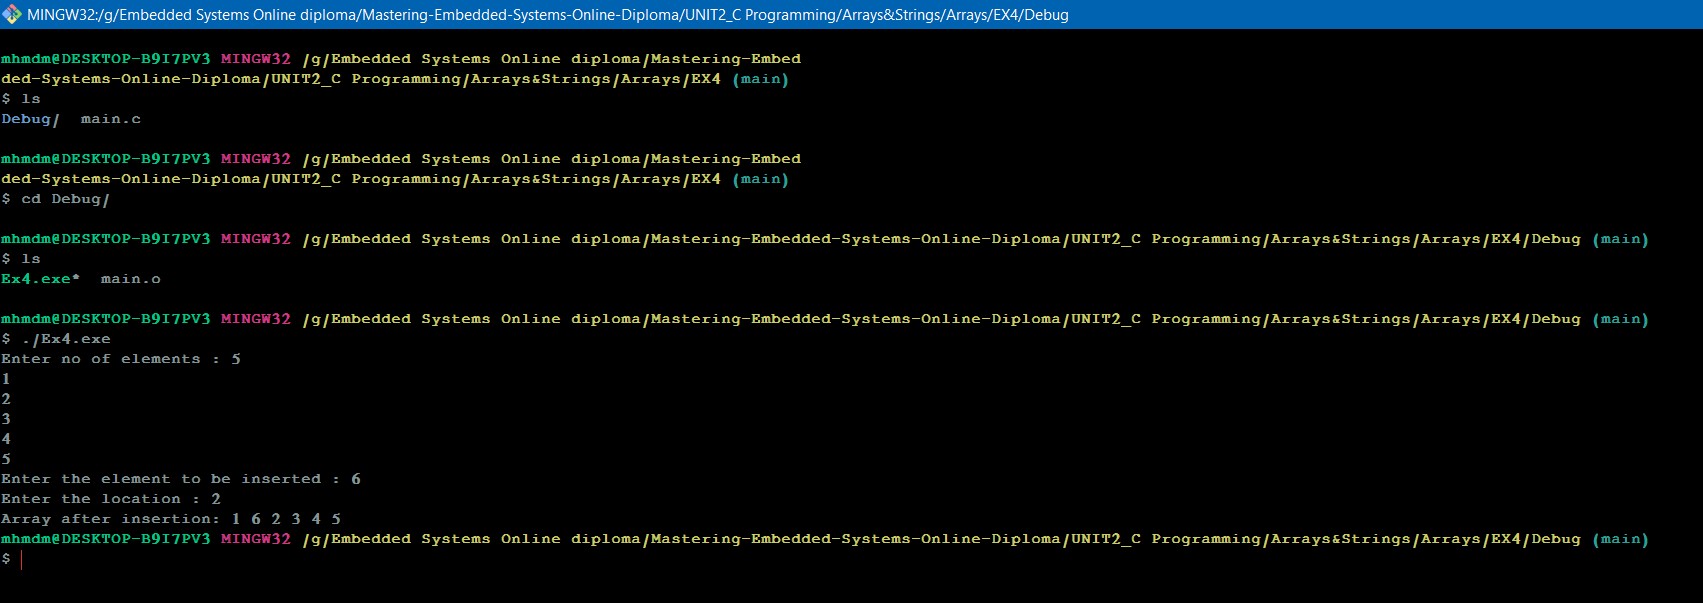 MINGW32:/g/Embedded Systems Online diploma/Mastering-Embedded-Systems-Online-Diploma/UNIT2_C Programming/Arrays&Strings/Arrays/EX4/Debug
mhmdm@DESKTOP-B9I7PV3 MINGW32 /g/Embedded Systems Online diploma/Mastering-Embed
ded-Systems-Online-Diploma/UNIT2_C Programming/Arrays&Strings/Arrays/EX4 (main)
$ ls
Debug/  main.c
mhmdm@DESKTOP-B9I7PV3 MINGW32 /g/Embedded Systems Online diploma/Mastering-Embed
ded-Systems-Online-Diploma/UNIT2_C Programming/Arrays&Strings/Arrays/EX4 (main)
$ cd Debug/
mhmdm@DESKTOP-B9I7PV3 MINGW32 /g/Embedded Systems Online diploma/Mastering-Embedded-Systems-Online-Diploma/UNIT2_C Programming/Arrays&Strings/Arrays/EX4/Debug (main)
$ ls
Ex4.exe*  main.o
mhmdm@DESKTOP-B9I7PV3 MINGW32 /g/Embedded Systems Online diploma/Mastering-Embedded-Systems-Online-Diploma/UNIT2_C Programming/Arrays&Strings/Arrays/EX4/Debug (main)
$ ./Ex4.exe
Enter no of elements : 5
1
2
3
4
5
Enter the element to be inserted : 6
Enter the location : 2
Array after insertion: 1 6 2 3 4 5
mhmdm@DESKTOP-B9I7PV3 MINGW32 /g/Embedded Systems Online diploma/Mastering-Embedded-Systems-Online-Diploma/UNIT2_C Programming/Arrays&Strings/Arrays/EX4/Debug (main)
$